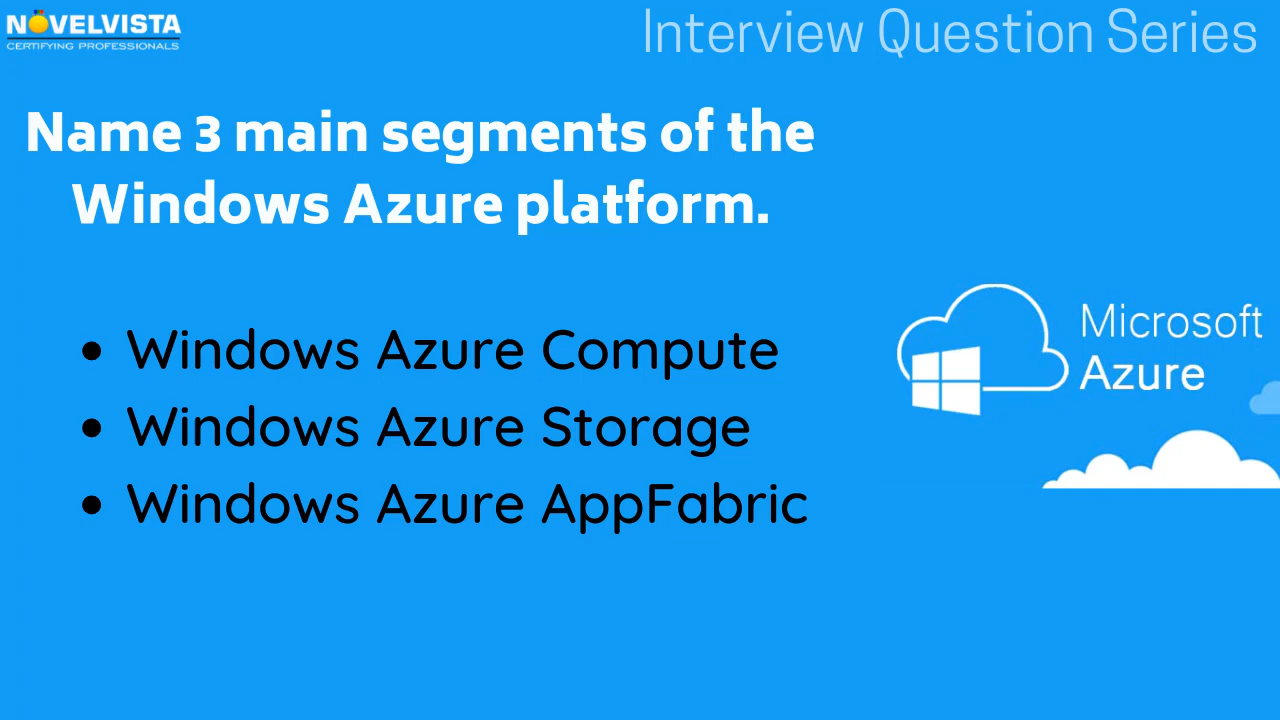 NOVELVISTA
CERTIFYING PROFESSIONALS
Interview Question Series
Name 3 main segments of the
Windows Azure platform.
• Windows Azure Compute
• Windows Azure Storage
• Windows Azure AppFabric
Microsoft
Azure